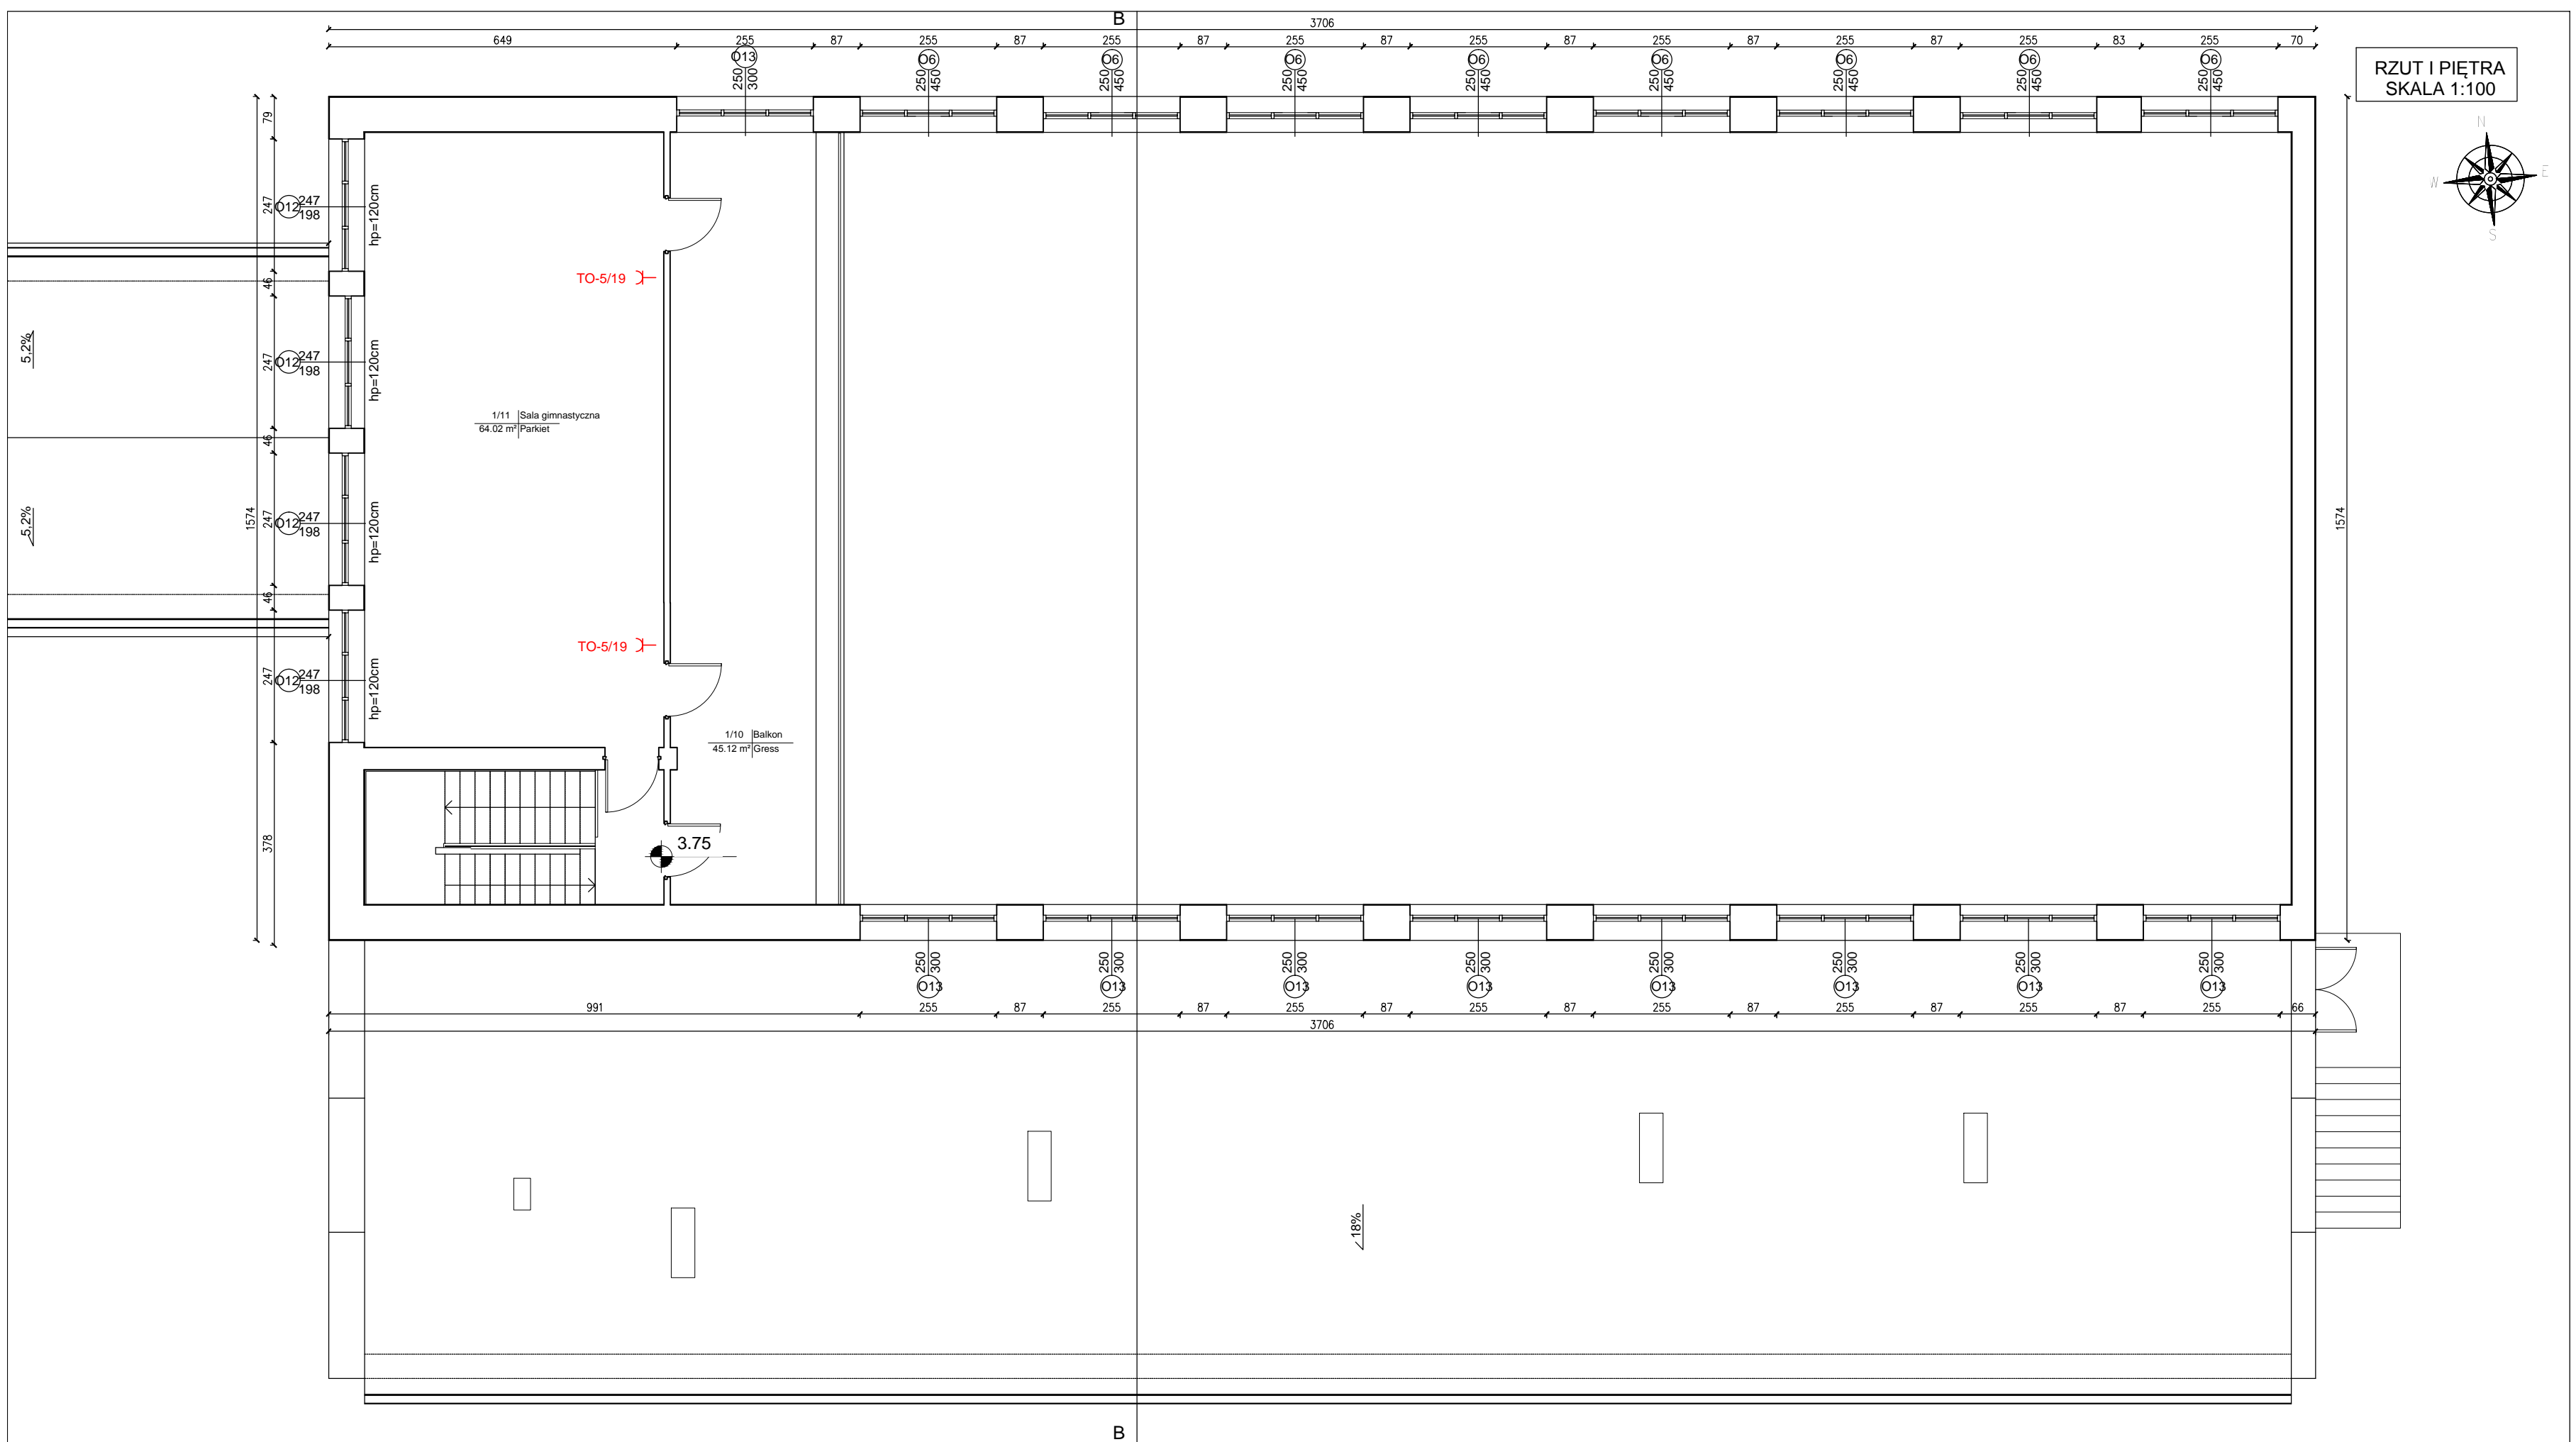 B
3706
649 255 87 255 87 255 87 255 87 255 87 255 87 255 87 255 83 255 70
O13 O6 O6 O6 O6 O6 O6 O6 O6
250 250 250 250 250 250 250 250 250
300 450 450 450 450 450 450 450 450
RZUT I PIĘTRA
SKALA 1:100
N
W E
S
79
247
46
247
46
247
46
247
378
1574
O12 247
198
hp=120cm
O12 247
198
hp=120cm
O12 247
198
hp=120cm
O12 247
198
hp=120cm
5,2%
5,2%
TO-5/19
1/11 Sala gimnastyczna
64.02 m² Parkiet
TO-5/19
1/10 Balkon
45.12 m² Gress
3.75
1574
250 250 250 250 250 250 250 250
300 300 300 300 300 300 300 300
O13 O13 O13 O13 O13 O13 O13 O13
991 255 87 255 87 255 87 255 87 255 87 255 87 255 87 255 66
3706
18%
B